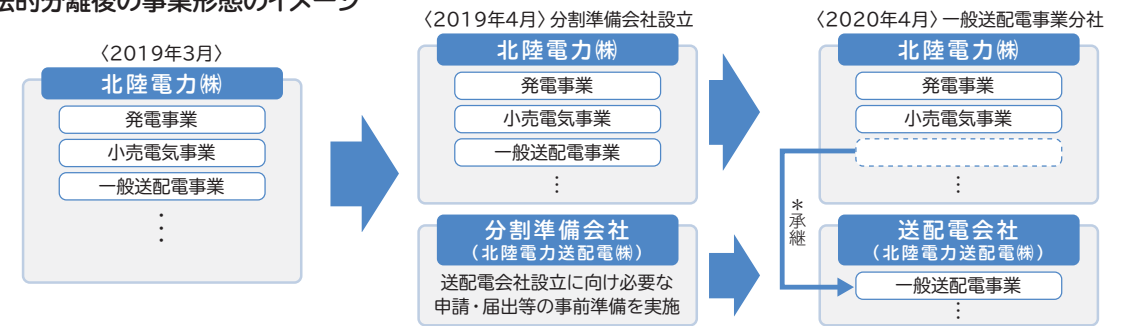 法的分離後の事業形態のイメージ
〈2019年3月〉
北陸電力㈱
発電事業
小売電気事業
一般送配電事業
⋮
〈2019年4月〉分割準備会社設立
北陸電力㈱
発電事業
小売電気事業
一般送配電事業
⋮
分割準備会社
(北陸電力送配電㈱)
送配電会社設立に向け必要な
申請・届出等の事前準備を実施
〈2020年4月〉一般送配電事業分社
北陸電力㈱
発電事業
小売電気事業
⋮
＊承継
送配電会社
(北陸電力送配電㈱)
一般送配電事業
⋮